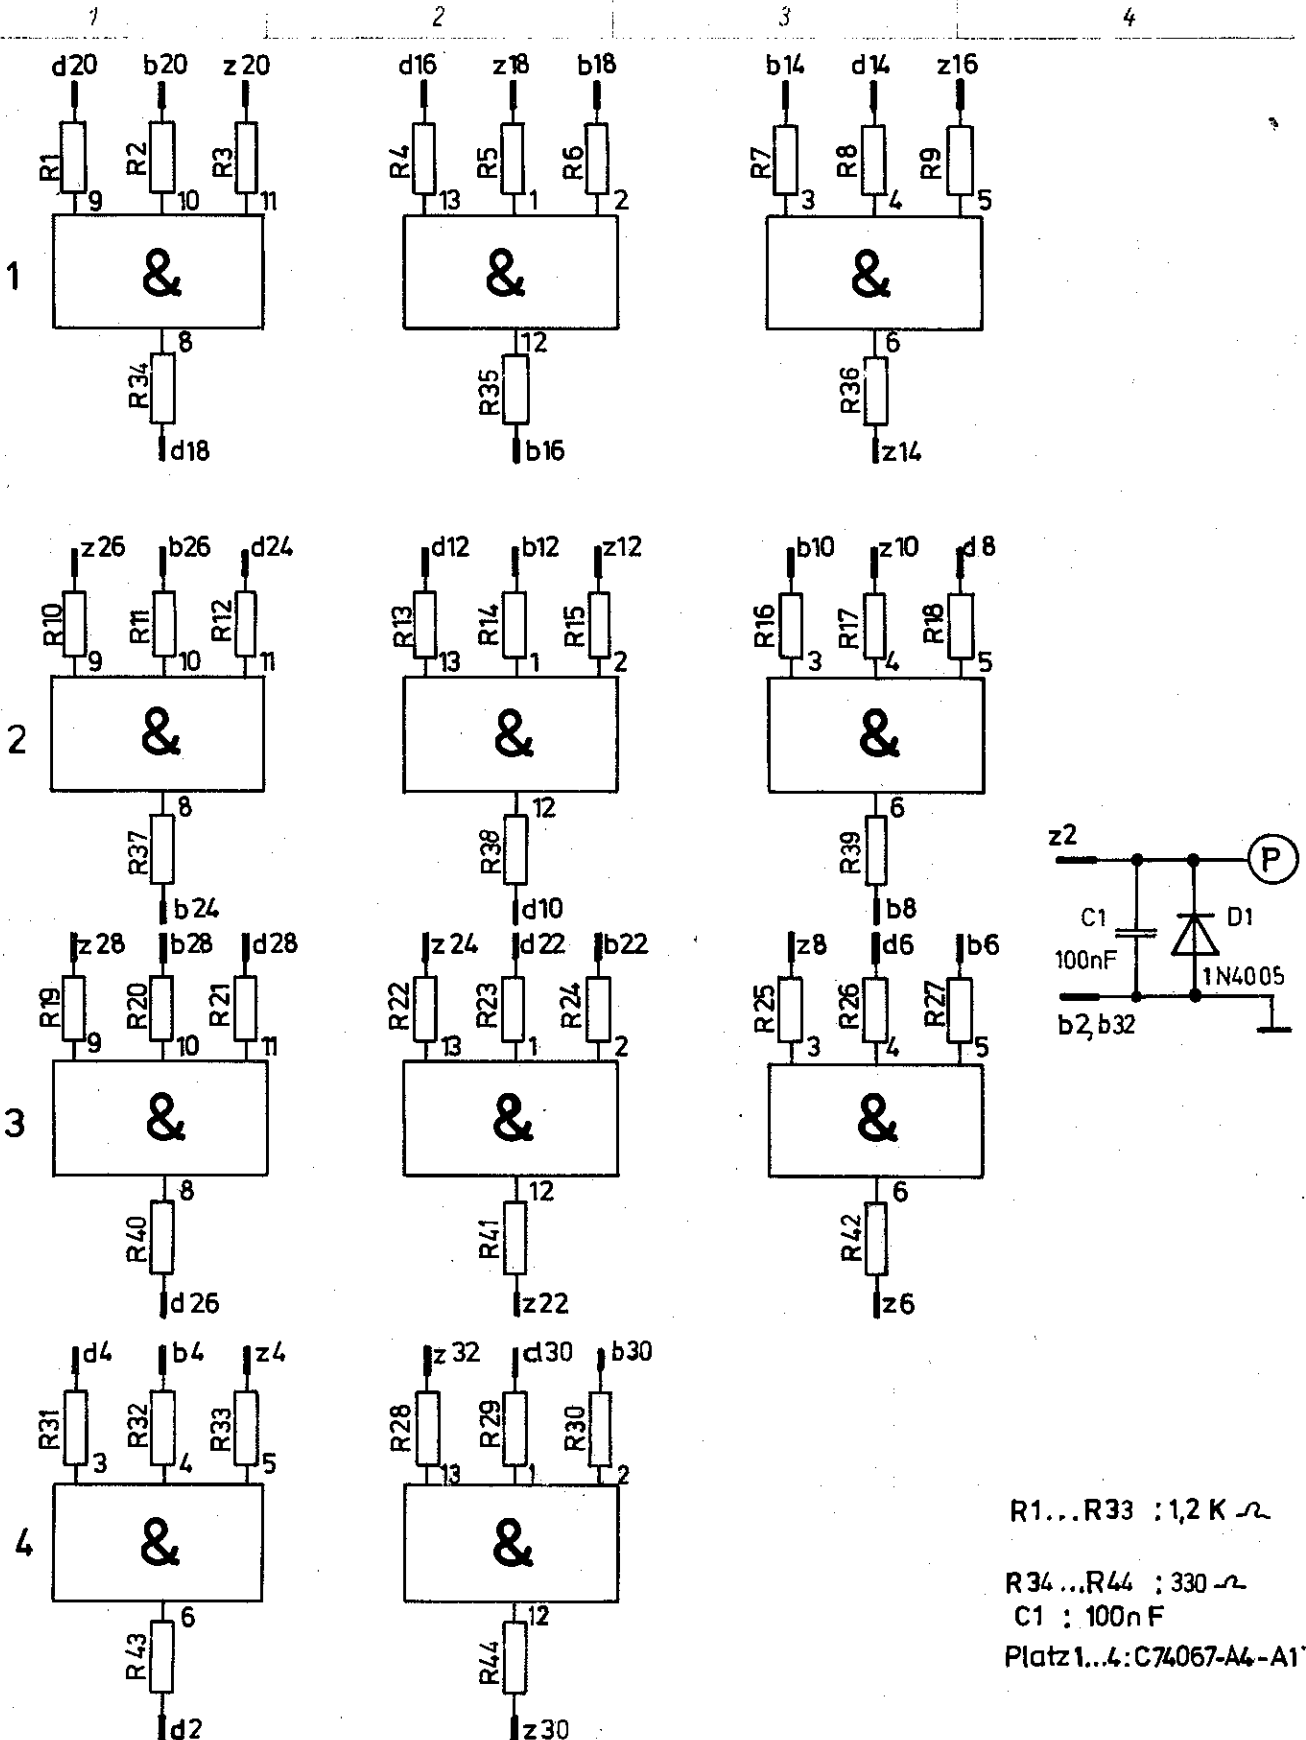 1 2 3 4
d20 b20 z20 d16 z18 b18 b14 d14 z16
R1 R2 R3 R4 R5 R6 R7 R8 R9
9 10 11 13 1 2 3 4 5
1 & & &
8 12 6
R34 R35 R36
d18 b16 z14
z26 b26 d24 d12 b12 z12 b10 z10 d8
R10 R11 R12 R13 R14 R15 R16 R17 R18
9 10 11 13 1 2 3 4 5
2 & & &
8 12 6
R37 R38 R39
b24 d10 b8
z2 P
C1 D1
100nF 1N4005
b2,b32
z28 b28 d28 z24 d22 b22 z8 d6 b6
R19 R20 R21 R22 R23 R24 R25 R26 R27
9 10 11 13 1 2 3 4 5
3 & & &
8 12 6
R40 R41 R42
d26 z22 z6
d4 b4 z4 z32 d30 b30
R31 R32 R33 R28 R29 R30
3 4 5 13 1 2
4 & &
6 12
R43 R44
d2 z30
R1...R33 : 1,2 K Ω
R34...R44 : 330 Ω
C1 : 100nF
Platz 1...4: C74067-A4-A1